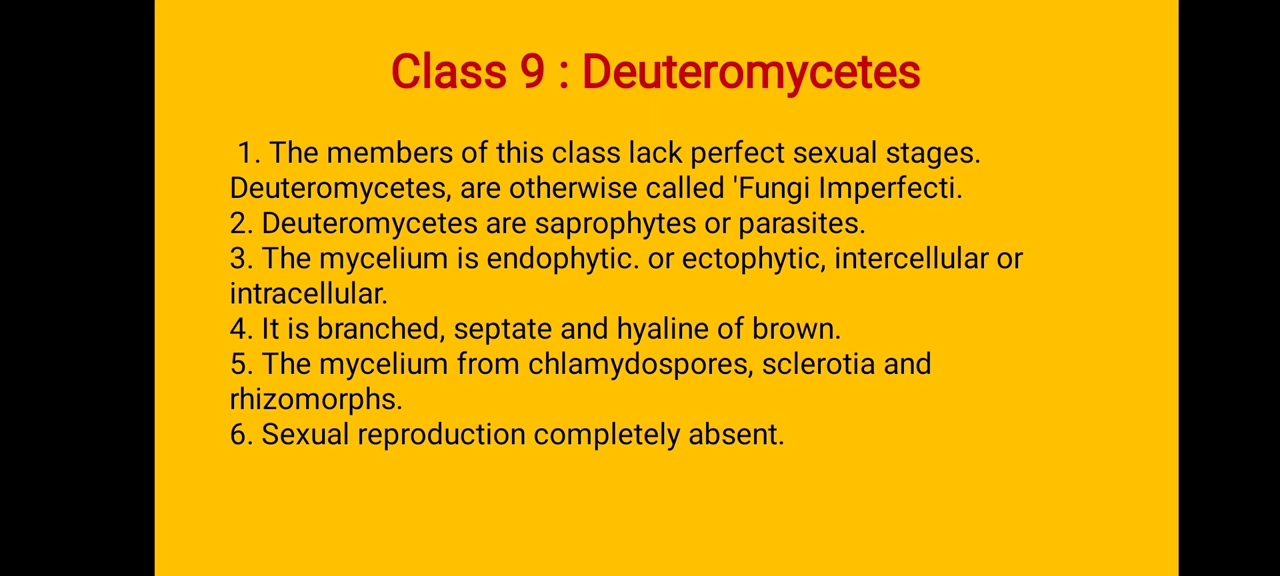 Class 9 : Deuteromycetes
1. The members of this class lack perfect sexual stages.
Deuteromycetes, are otherwise called 'Fungi Imperfecti.
2. Deuteromycetes are saprophytes or parasites.
3. The mycelium is endophytic. or ectophytic, intercellular or
intracellular.
4. It is branched, septate and hyaline of brown.
5. The mycelium from chlamydospores, sclerotia and
rhizomorphs.
6. Sexual reproduction completely absent.